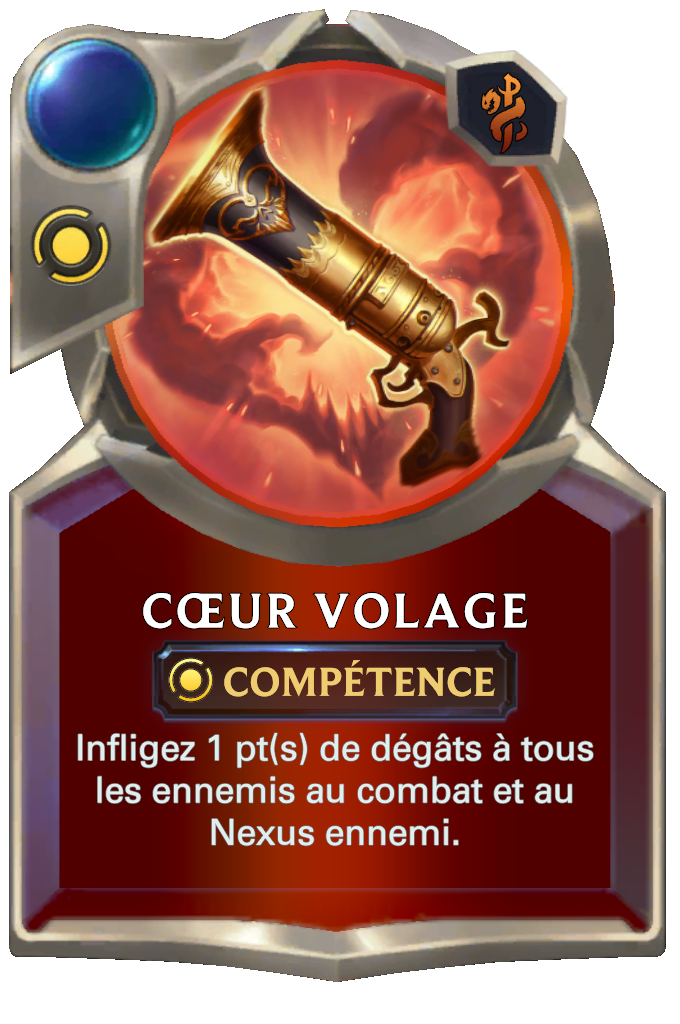 CŒUR VOLAGE
COMPÉTENCE
Infligez 1 pt(s) de dégâts à tous
les ennemis au combat et au
Nexus ennemi.